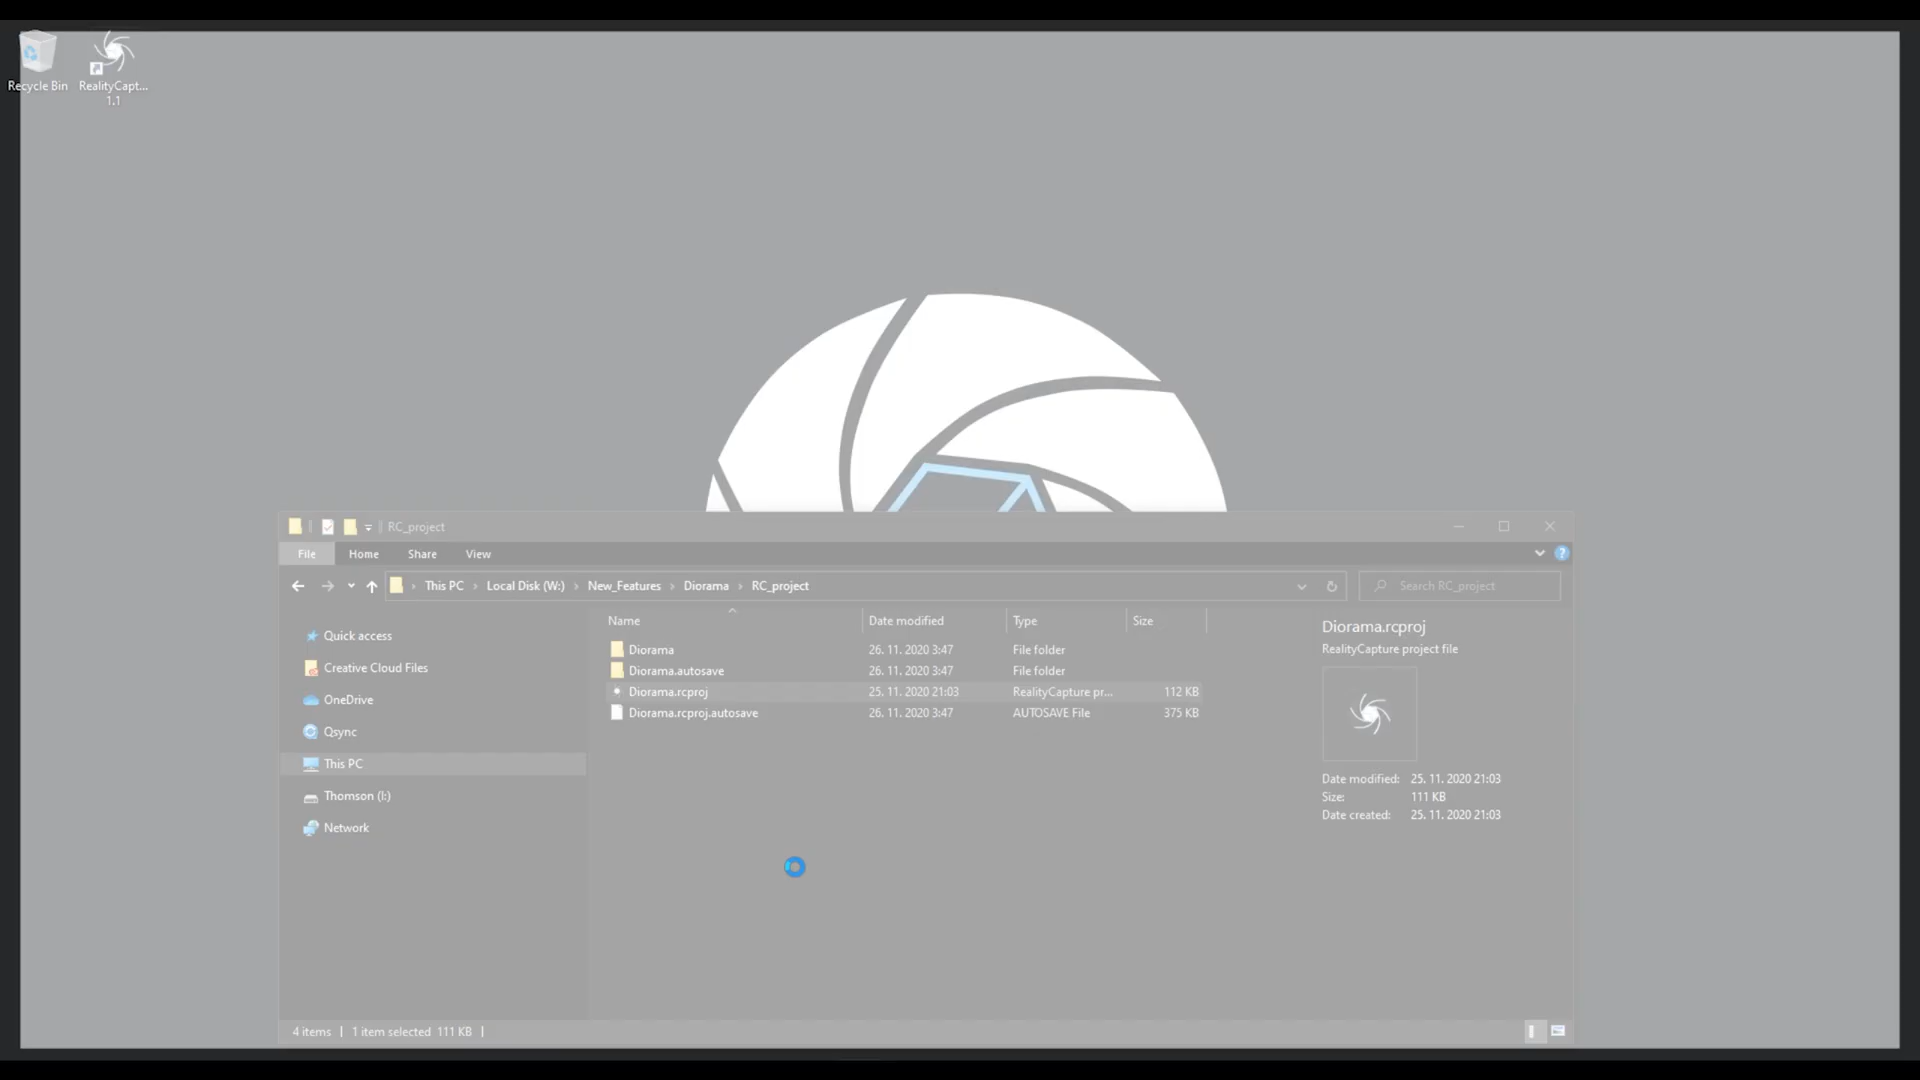 Recycle Bin
RealityCapt...
1.1
RC_project
File Home Share View
This PC Local Disk (W:) New_Features Diorama RC_project
Search RC_project
Name Date modified Type Size
Quick access
Creative Cloud Files
OneDrive
Qsync
This PC
Thomson (I:)
Network
Diorama 26. 11. 2020 3:47 File folder
Diorama.autosave 26. 11. 2020 3:47 File folder
Diorama.rcproj 25. 11. 2020 21:03 RealityCapture pr... 112 KB
Diorama.rcproj.autosave 26. 11. 2020 3:47 AUTOSAVE File 375 KB
Diorama.rcproj
RealityCapture project file
Date modified: 25. 11. 2020 21:03
Size: 111 KB
Date created: 25. 11. 2020 21:03
4 items 1 item selected 111 KB